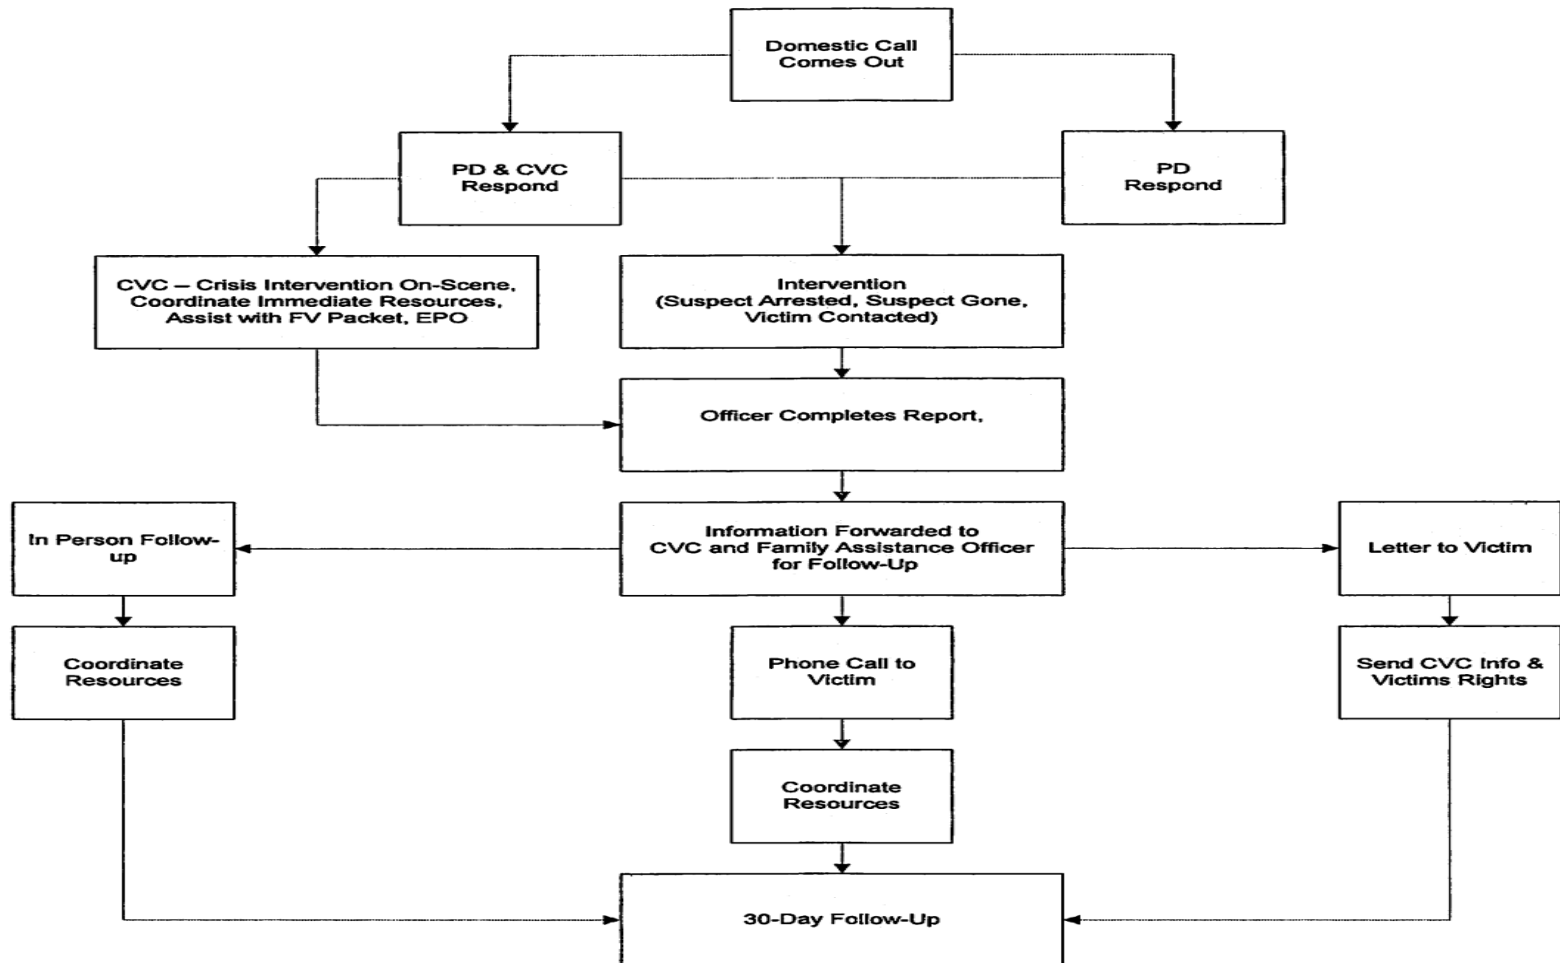 Domestic Call
Comes Out
PD & CVC
Respond
PD
Respond
CVC – Crisis Intervention On-Scene,
Coordinate Immediate Resources,
Assist with FV Packet, EPO
Intervention
(Suspect Arrested, Suspect Gone,
Victim Contacted)
Officer Completes Report,
In Person Follow-
up
Information Forwarded to
CVC and Family Assistance Officer
for Follow-Up
Letter to Victim
Coordinate
Resources
Phone Call to
Victim
Send CVC Info &
Victims Rights
Coordinate
Resources
30-Day Follow-Up